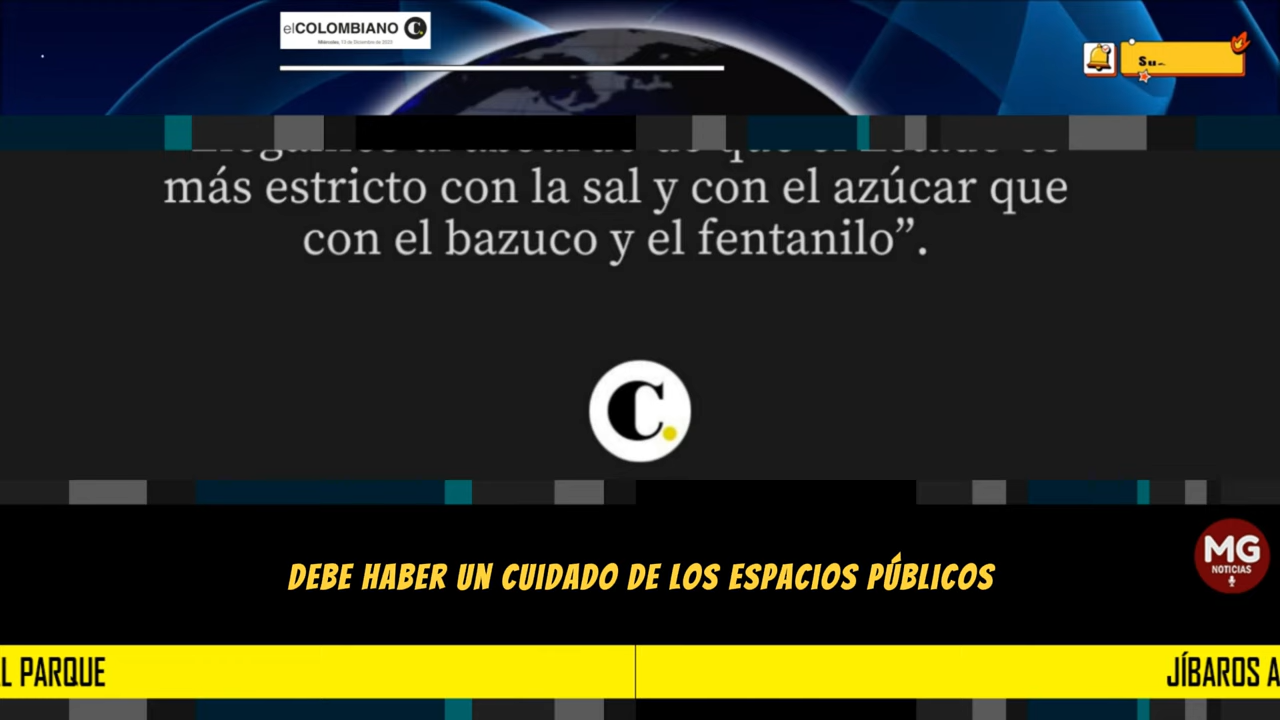 elCOLOMBIANO C.
Su
más estricto con la sal y con el azúcar que
con el bazuco y el fentanilo”.
C.
DEBE HABER UN CUIDADO DE LOS ESPACIOS PÚBLICOS
MG
NOTICIAS
L PARQUE
JÍBAROS A